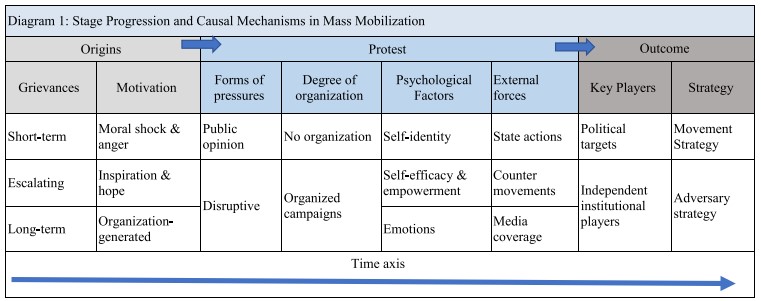 Diagram 1: Stage Progression and Causal Mechanisms in Mass Mobilization
Origins Protest Outcome
Grievances Motivation Forms of pressures Degree of organization Psychological Factors External forces Key Players Strategy
Short-term Moral shock & anger Public opinion No organization Self-identity State actions Political targets Movement Strategy
Escalating Inspiration & hope Disruptive Organized campaigns Self-efficacy & empowerment Counter movements Independent institutional players Adversary strategy
Long-term Organization-generated Emotions Media coverage
Time axis